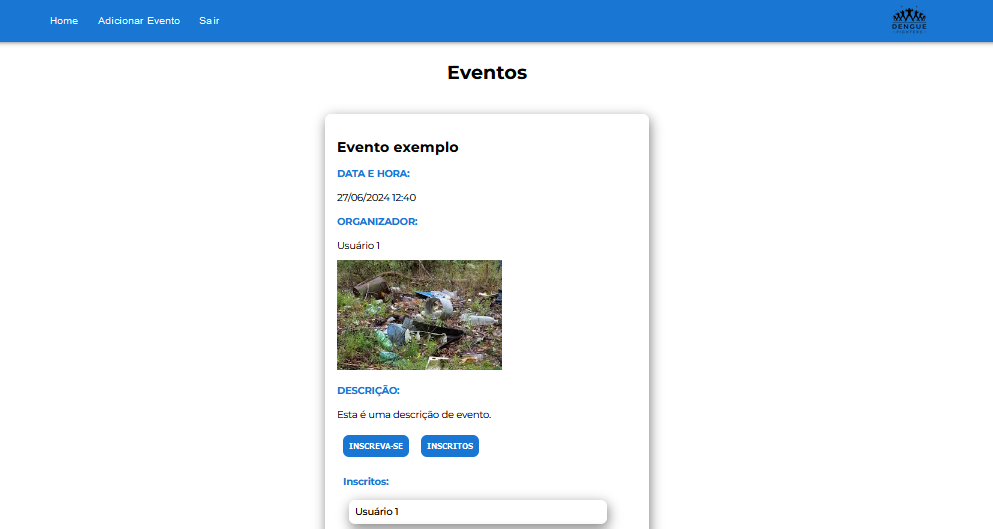 Home Adicionar Evento Sair
DENGUE
Eventos
Evento exemplo
DATA E HORA:
27/06/2024 12:40
ORGANIZADOR:
Usuário 1
DESCRIÇÃO:
Esta é uma descrição de evento.
INSCREVA-SE INSCRITOS
Inscritos:
Usuário 1